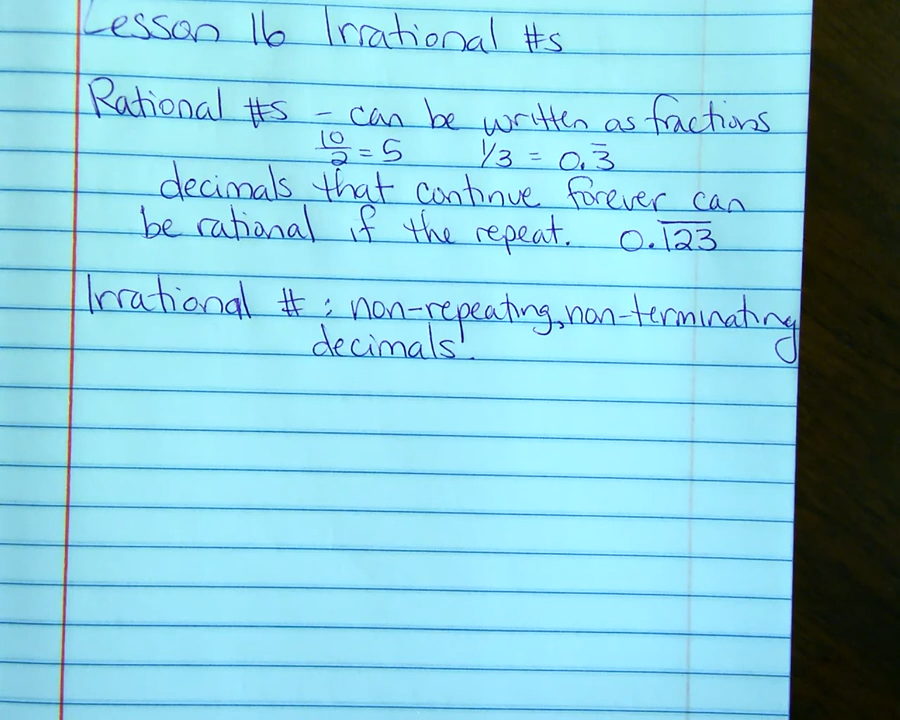 Lesson 16 Irrational #s
Rational #s - can be written as fractions
10/2 = 5 1/3 = 0.3̅
decimals that continue forever can
be rational if the repeat. 0.1̅2̅3̅
Irrational # : non-repeating, non-terminating
decimals.